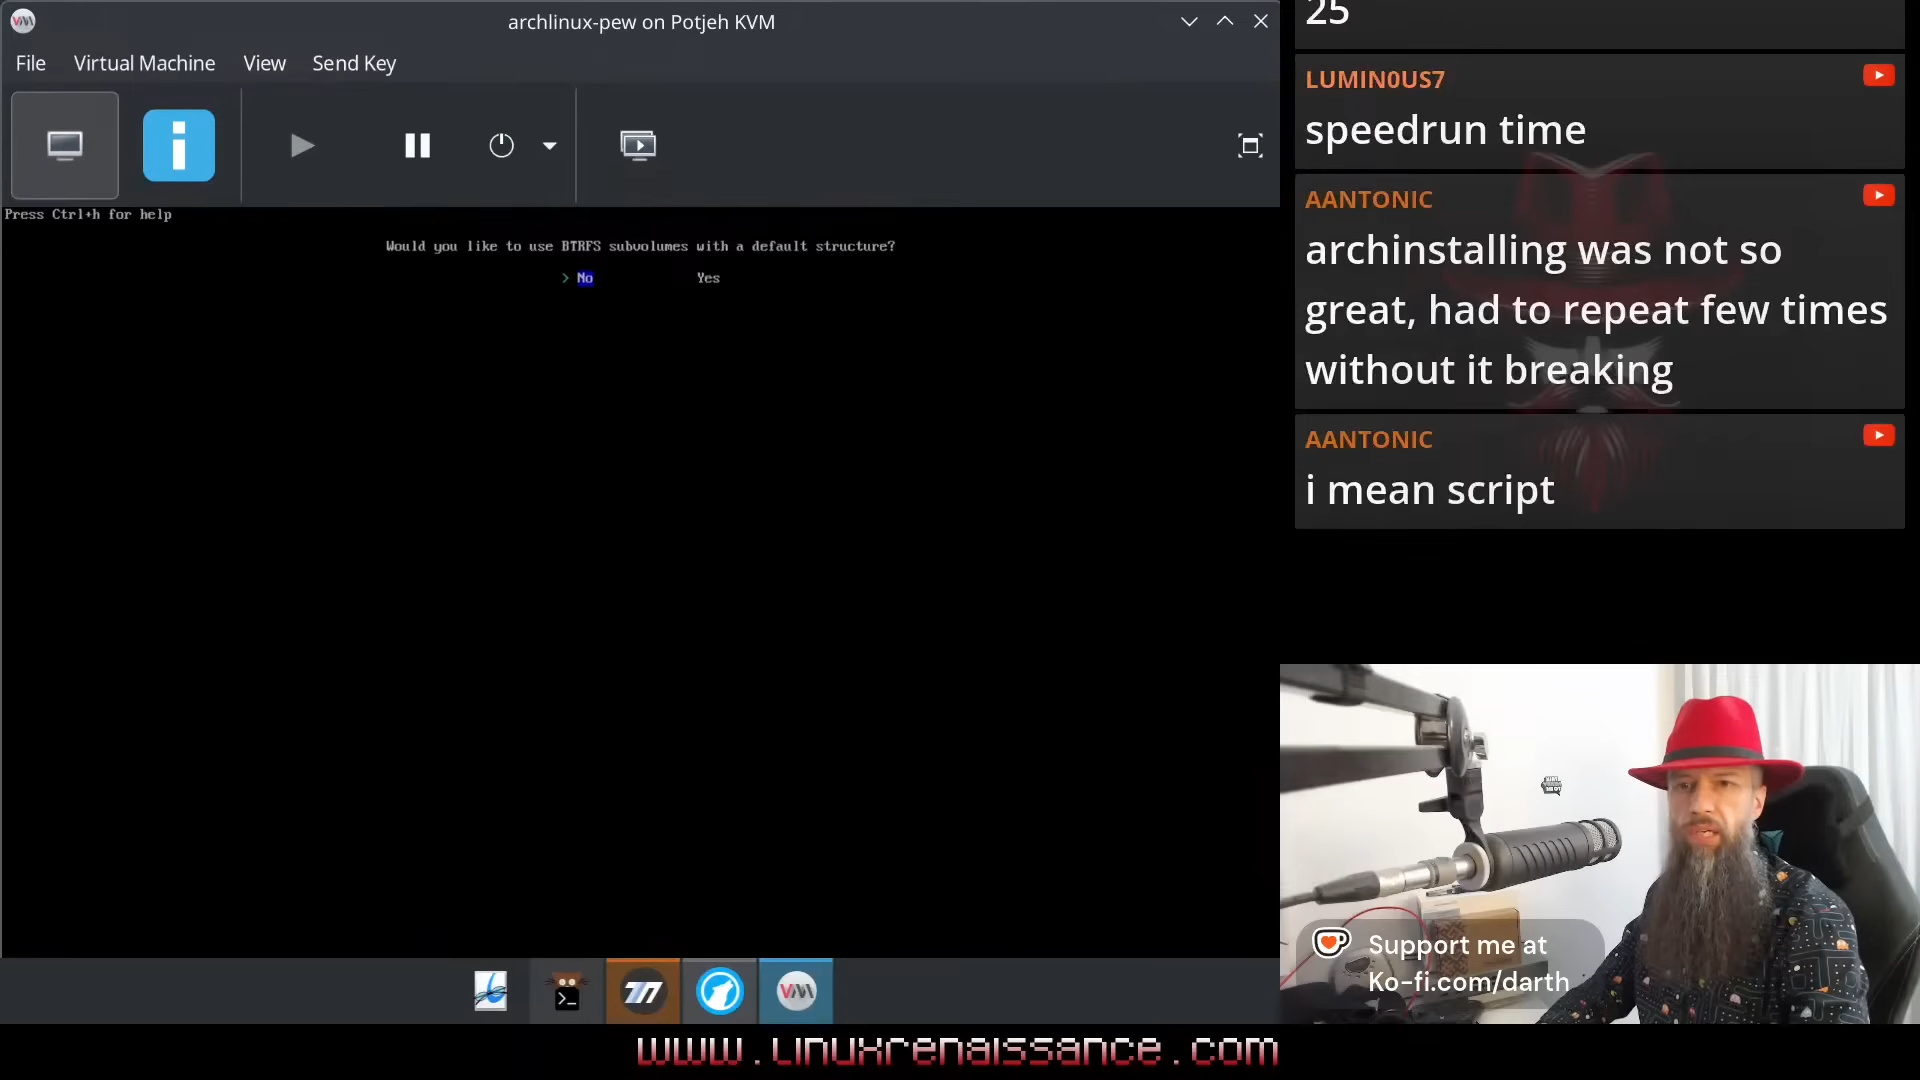 archlinux-pew on Potjeh KVM
File Virtual Machine View Send Key
Press Ctrl+h for help
Would you like to use BTRFS subvolumes with a default structure?
> No Yes
25
LUMIN0US7
speedrun time
AANTONIC
archinstalling was not so
great, had to repeat few times
without it breaking
AANTONIC
i mean script
Support me at
Ko-fi.com/darth
www.linuxrenaissance.com